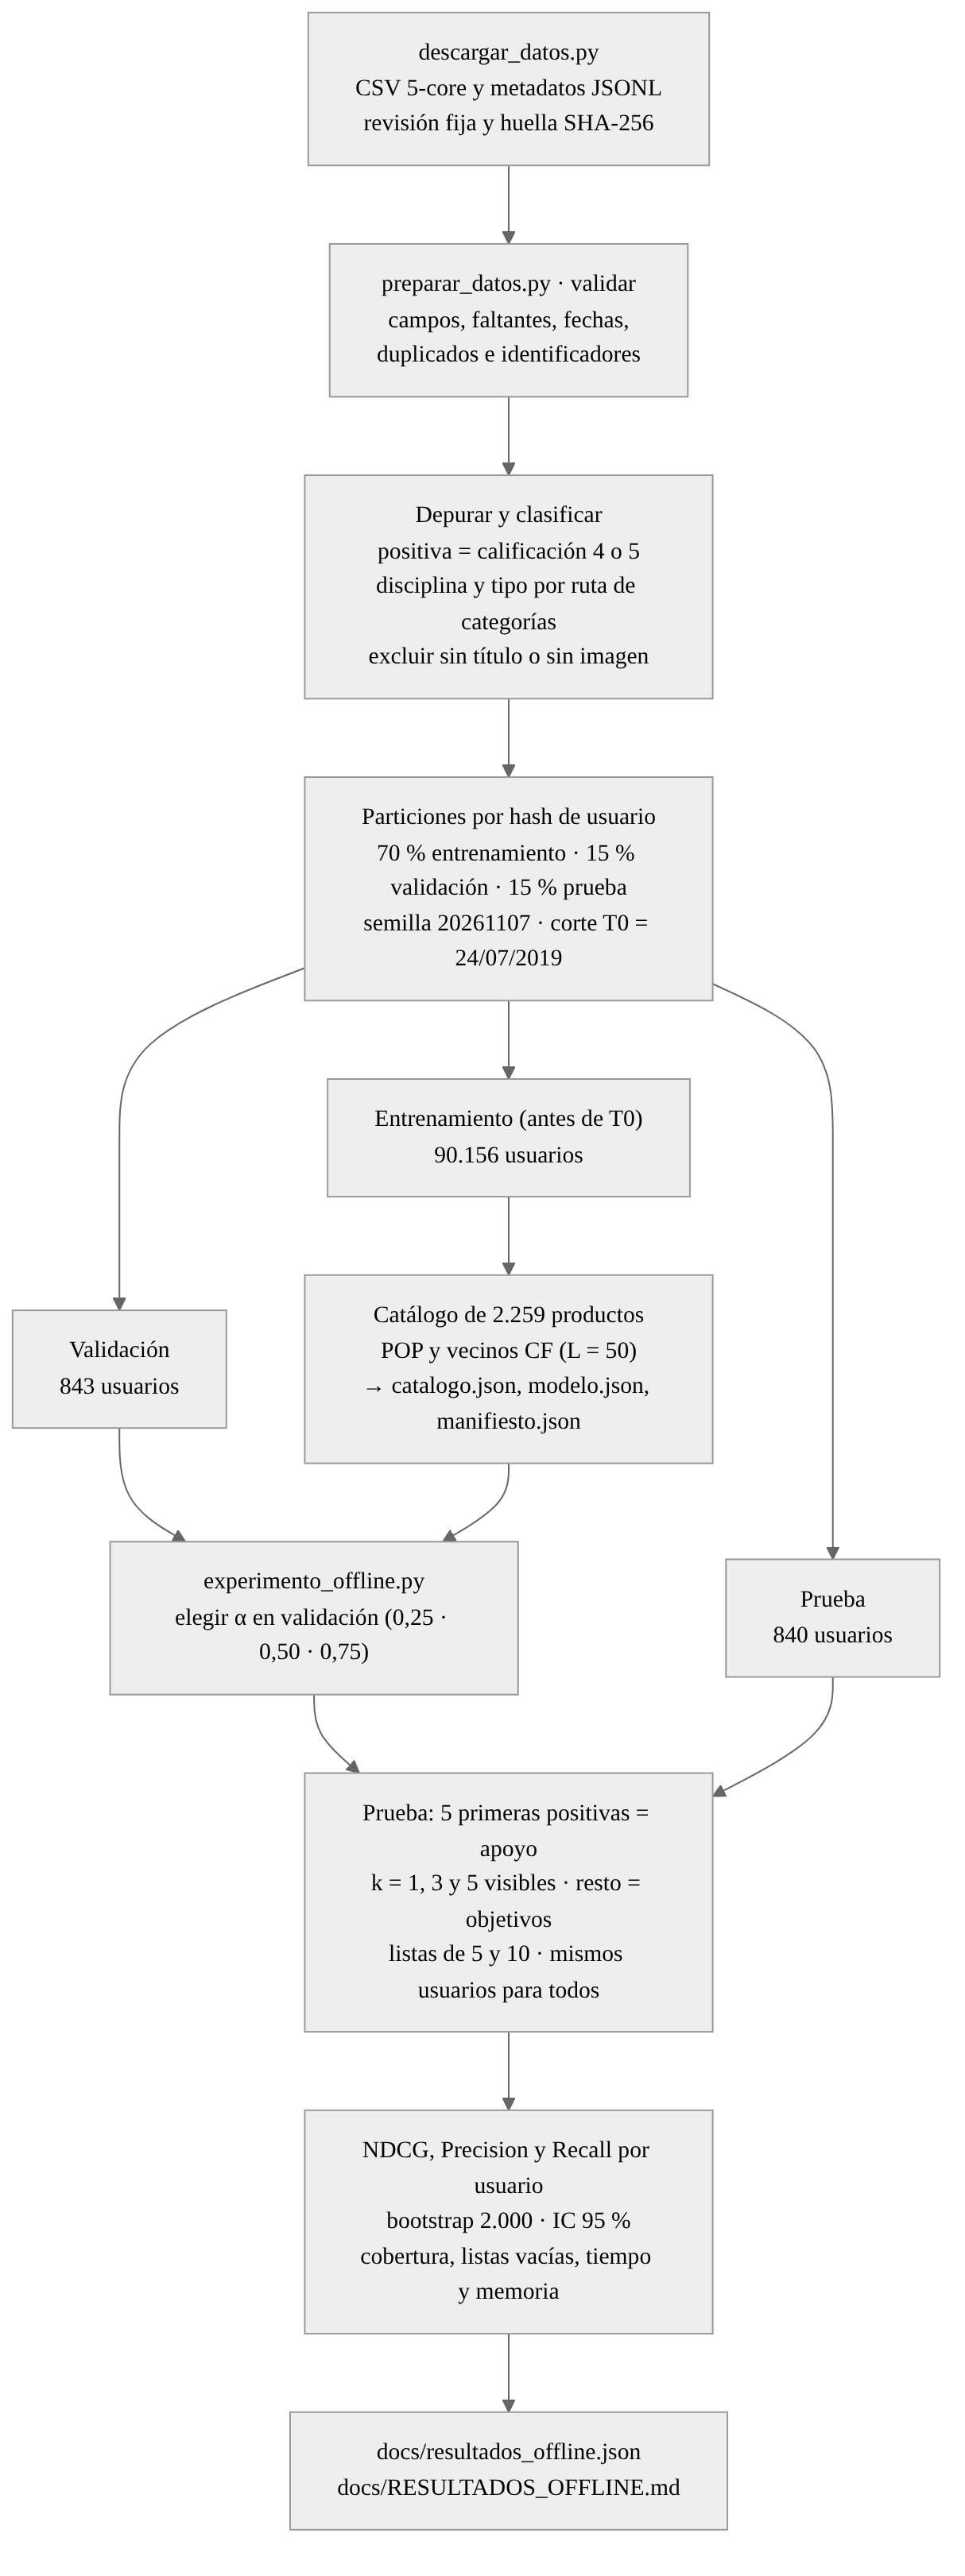 descargar_datos.py
CSV 5-core y metadatos JSONL
revisión fija y huella SHA-256
preparar_datos.py · validar
campos, faltantes, fechas,
duplicados e identificadores
Depurar y clasificar
positiva = calificación 4 o 5
disciplina y tipo por ruta de
categorías
excluir sin título o sin imagen
Particiones por hash de usuario
70 % entrenamiento · 15 %
validación · 15 % prueba
semilla 20261107 · corte T0 =
24/07/2019
Entrenamiento (antes de T0)
90.156 usuarios
Catálogo de 2.259 productos
POP y vecinos CF (L = 50)
→ catalogo.json, modelo.json,
manifiesto.json
Validación
843 usuarios
experimento_offline.py
elegir α en validación (0,25 ·
0,50 · 0,75)
Prueba
840 usuarios
Prueba: 5 primeras positivas =
apoyo
k = 1, 3 y 5 visibles · resto =
objetivos
listas de 5 y 10 · mismos
usuarios para todos
NDCG, Precision y Recall por
usuario
bootstrap 2.000 · IC 95 %
cobertura, listas vacías, tiempo
y memoria
docs/resultados_offline.json
docs/RESULTADOS_OFFLINE.md